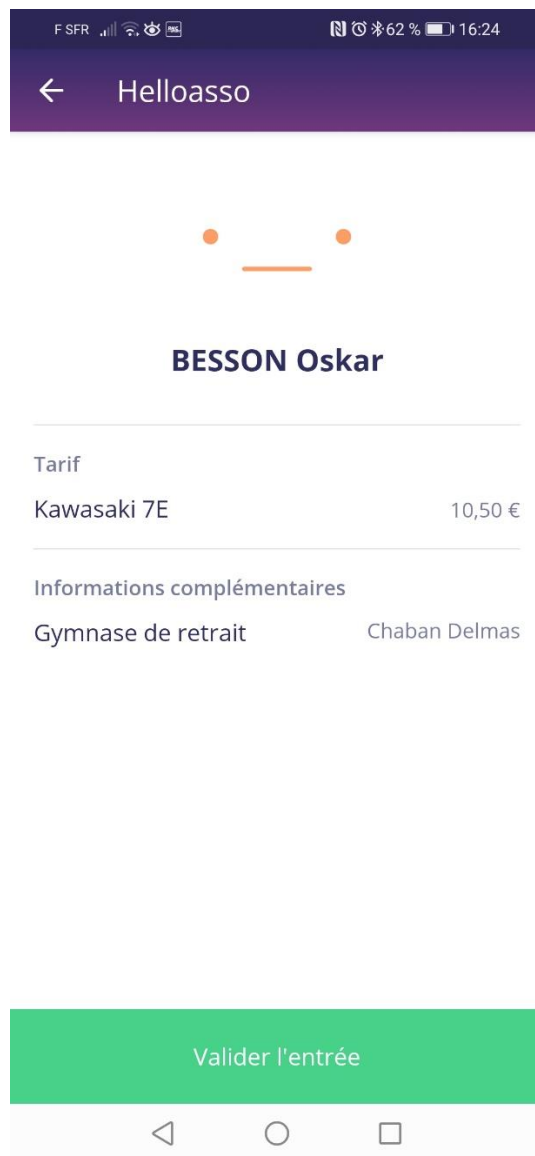 F SFR 62 % 16:24
Helloasso
BESSON Oskar
Tarif
Kawasaki 7E 10,50 €
Informations complémentaires
Gymnase de retrait Chaban Delmas
Valider l'entrée